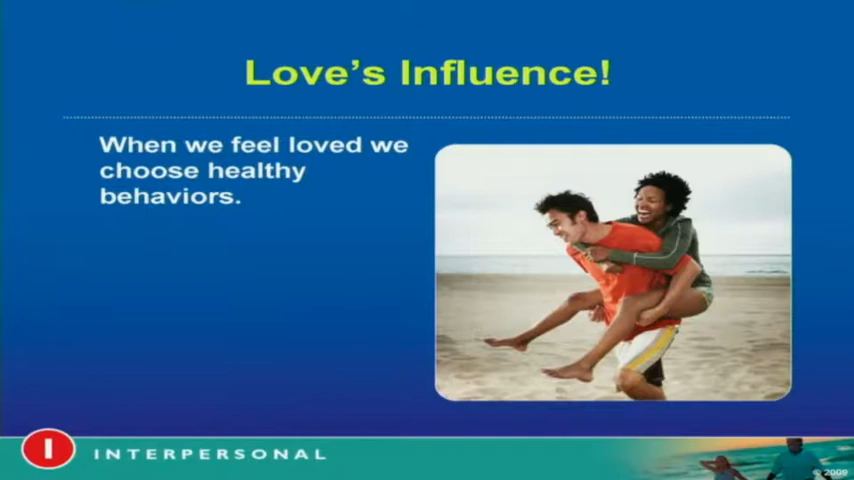 Love's Influence!
When we feel loved we
choose healthy
behaviors.
I
INTERPERSONAL
© 2009